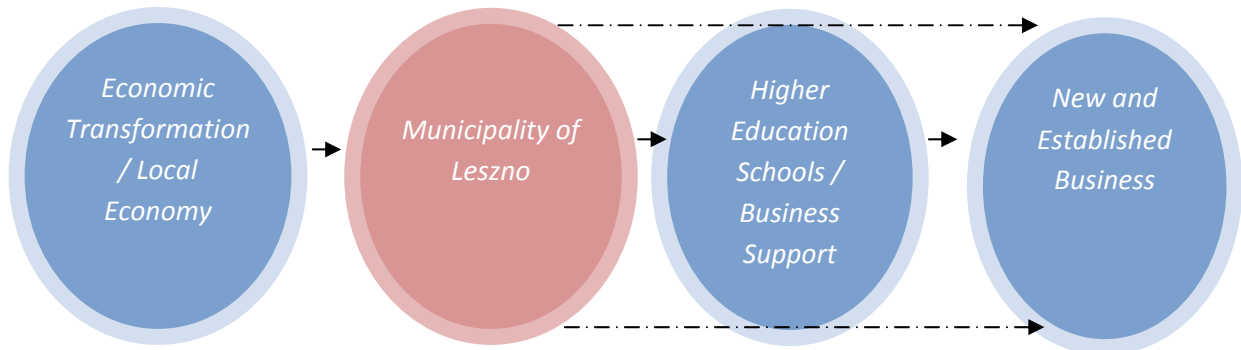 Economic
Transformation
/ Local
Economy
Municipality of
Leszno
Higher
Education
Schools /
Business
Support
New and
Established
Business